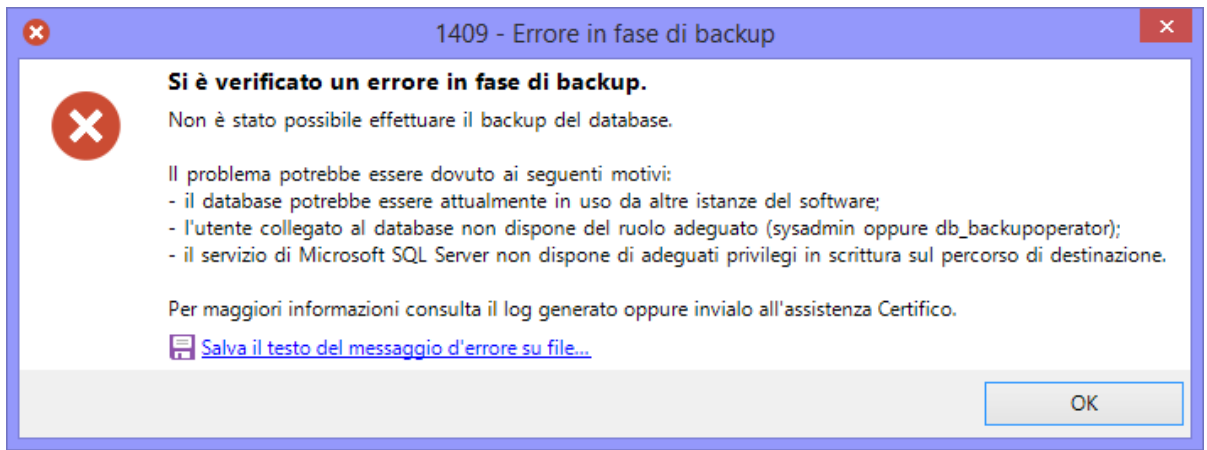 1409 - Errore in fase di backup
Si è verificato un errore in fase di backup.
Non è stato possibile effettuare il backup del database.
Il problema potrebbe essere dovuto ai seguenti motivi:
- il database potrebbe essere attualmente in uso da altre istanze del software;
- l'utente collegato al database non dispone del ruolo adeguato (sysadmin oppure db_backupoperator);
- il servizio di Microsoft SQL Server non dispone di adeguati privilegi in scrittura sul percorso di destinazione.
Per maggiori informazioni consulta il log generato oppure invialo all'assistenza Certifico.
Salva il testo del messaggio d'errore su file...
OK